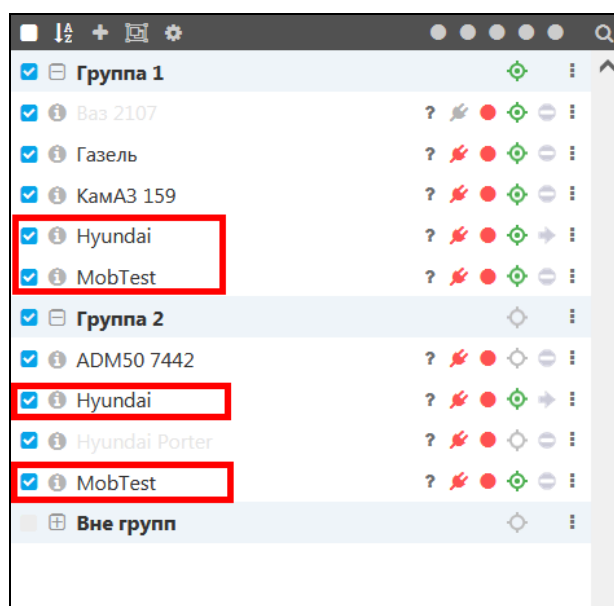 Группа 1
Ваз 2107 ?
Газель ?
КамАЗ 159 ?
Hyundai ?
MobTest ?
Группа 2
ADM50 7442 ?
Hyundai ?
Hyundai Porter ?
MobTest ?
Вне групп